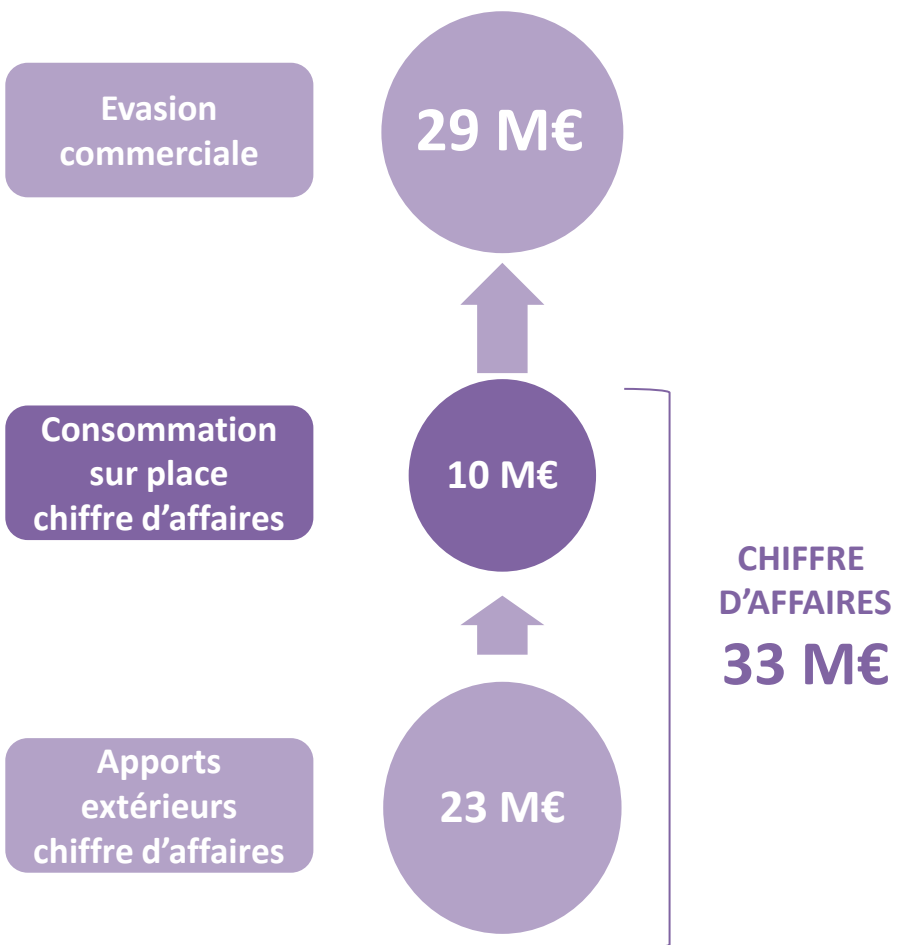 Evasion
commerciale
29 M€
Consommation
sur place
chiffre d’affaires
10 M€
CHIFFRE
D’AFFAIRES
33 M€
Apports
extérieurs
chiffre d’affaires
23 M€